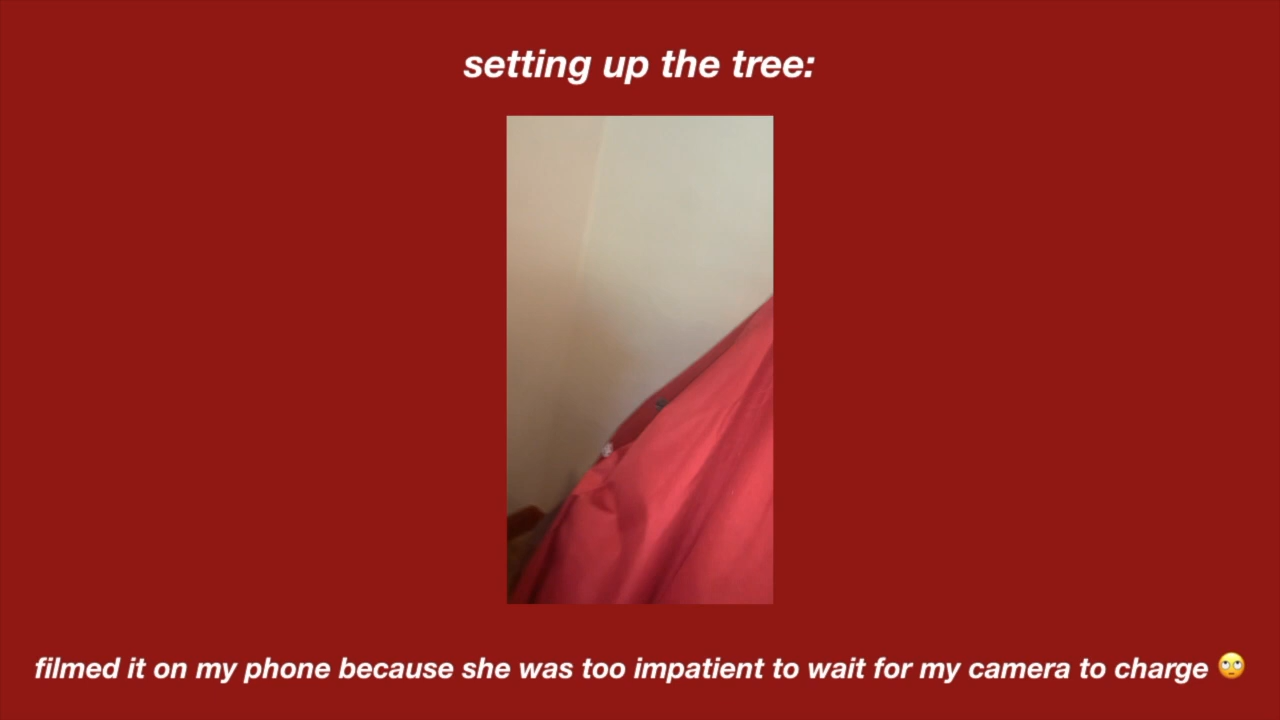 setting up the tree:
filmed it on my phone because she was too impatient to wait for my camera to charge 🙄